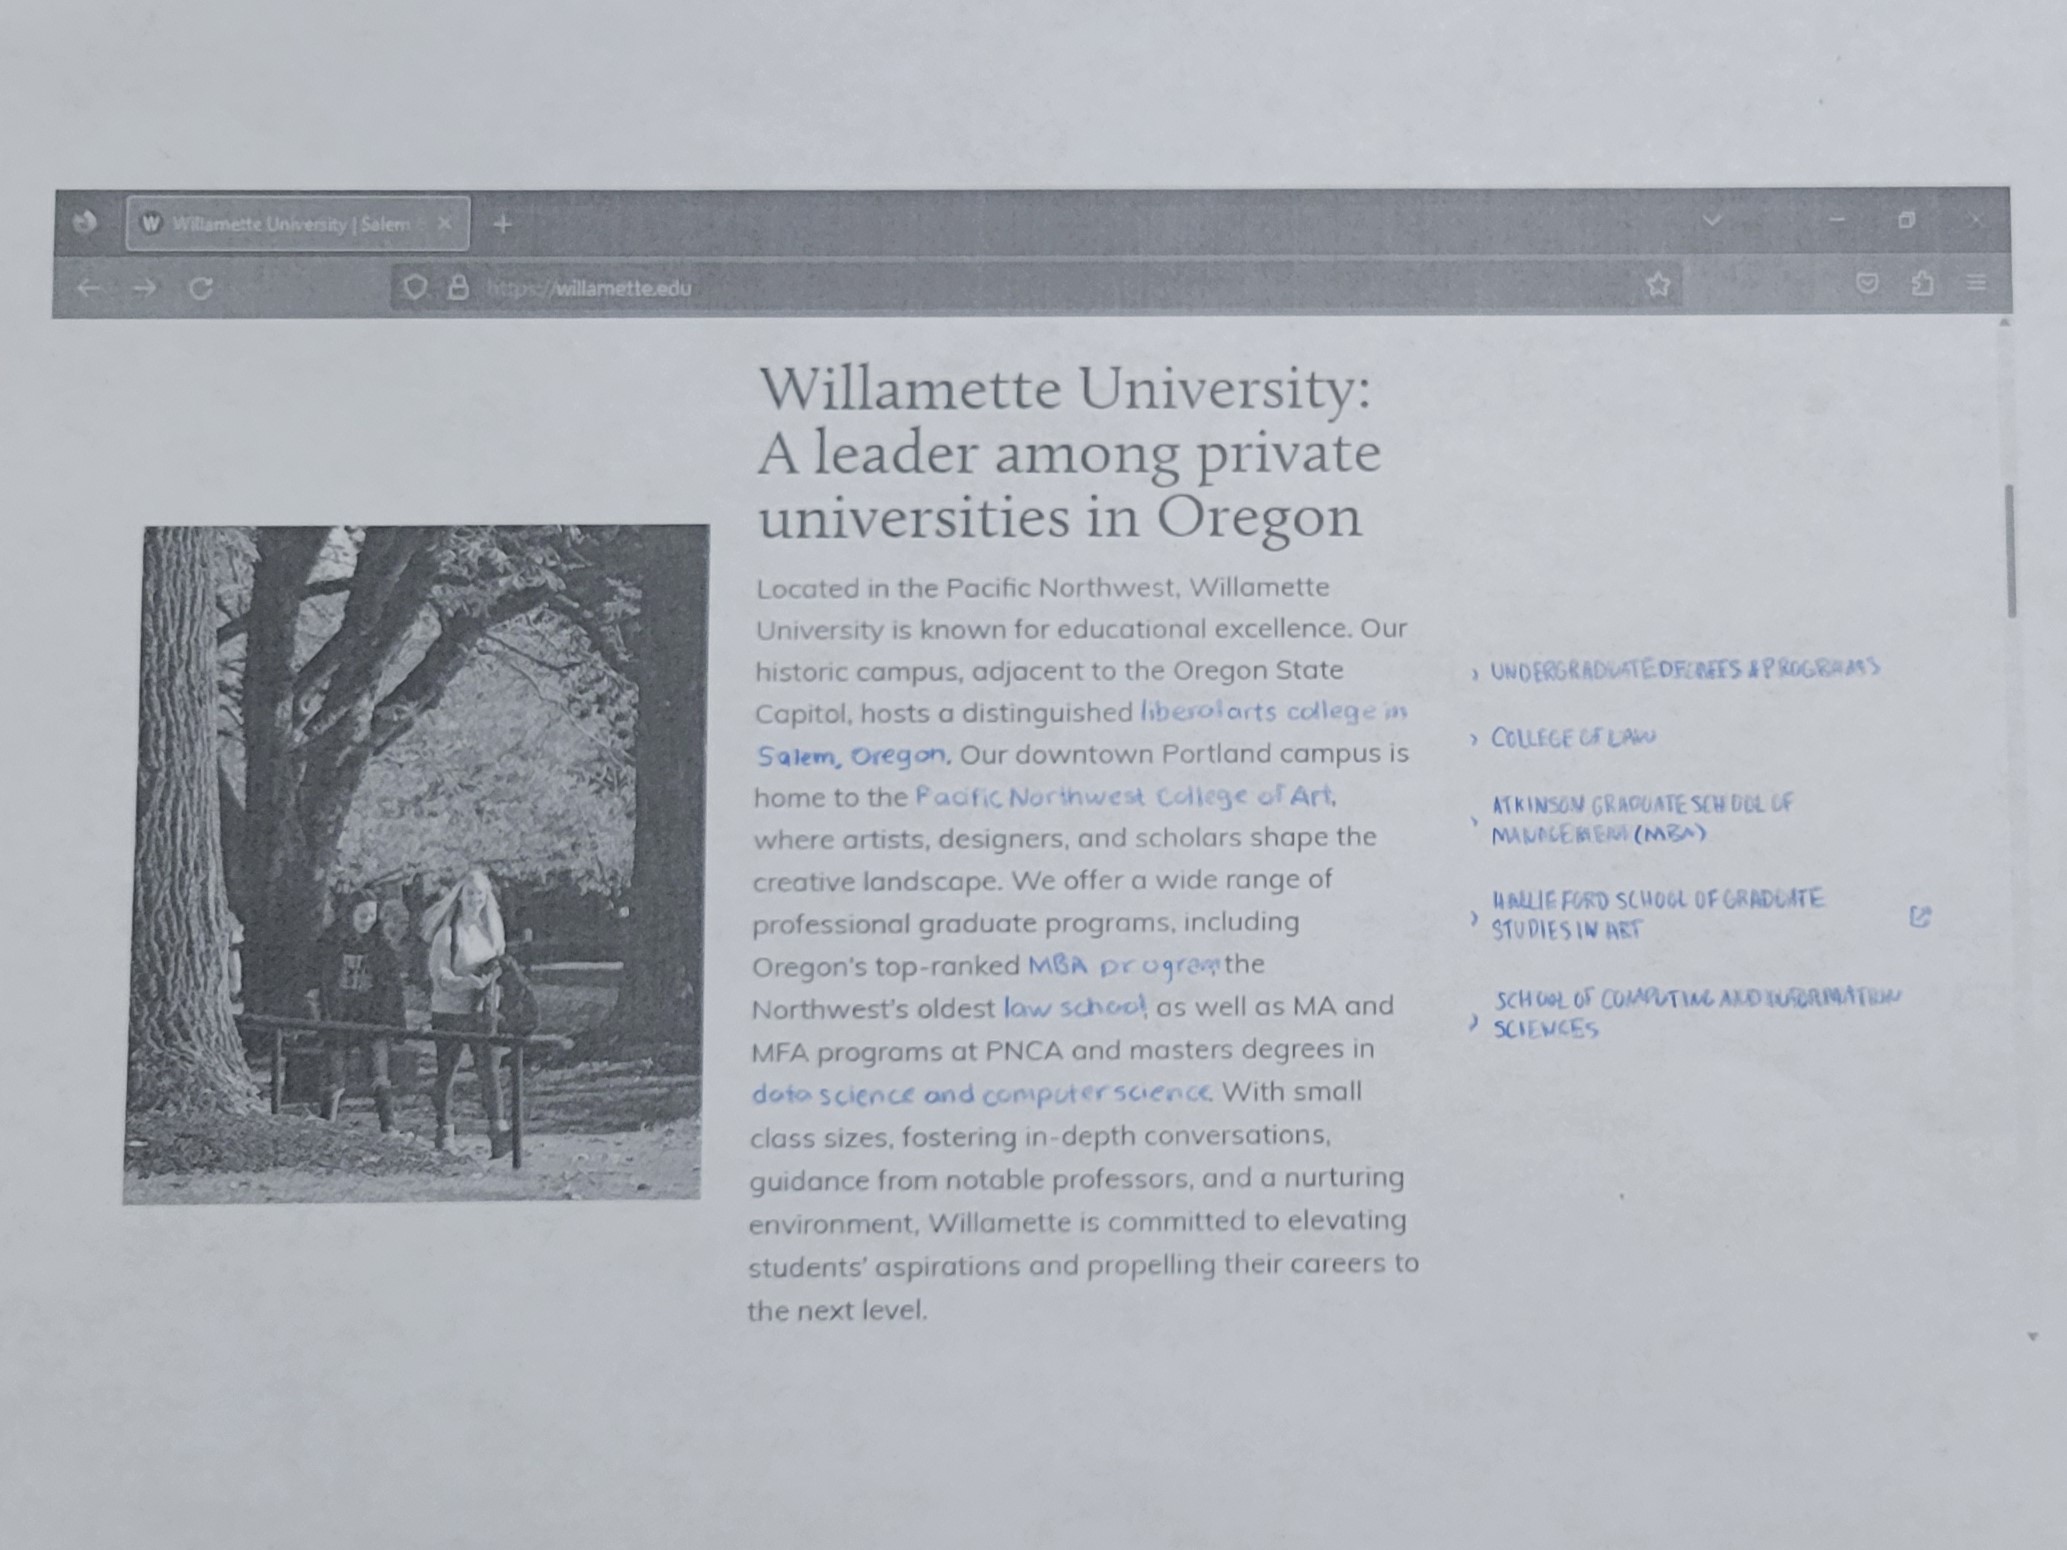 Willamette University | Salem
https://willamette.edu
Willamette University:
A leader among private
universities in Oregon
Located in the Pacific Northwest, Willamette
University is known for educational excellence. Our
historic campus, adjacent to the Oregon State
Capitol, hosts a distinguished liberal arts college in
Salem, Oregon. Our downtown Portland campus is
home to the Pacific Northwest College of Art,
where artists, designers, and scholars shape the
creative landscape. We offer a wide range of
professional graduate programs, including
Oregon's top-ranked MBA program, the
Northwest's oldest law school, as well as MA and
MFA programs at PNCA and masters degrees in
data science and computer science. With small
class sizes, fostering in-depth conversations,
guidance from notable professors, and a nurturing
environment, Willamette is committed to elevating
students' aspirations and propelling their careers to
the next level.
› UNDERGRADUATE DEGREES & PROGRAMS
› COLLEGE OF LAW
› ATKINSON GRADUATE SCHOOL OF
MANAGEMENT (MBA)
› HALLIE FORD SCHOOL OF GRADUATE
STUDIES IN ART
› SCHOOL OF COMPUTING AND INFORMATION
SCIENCES